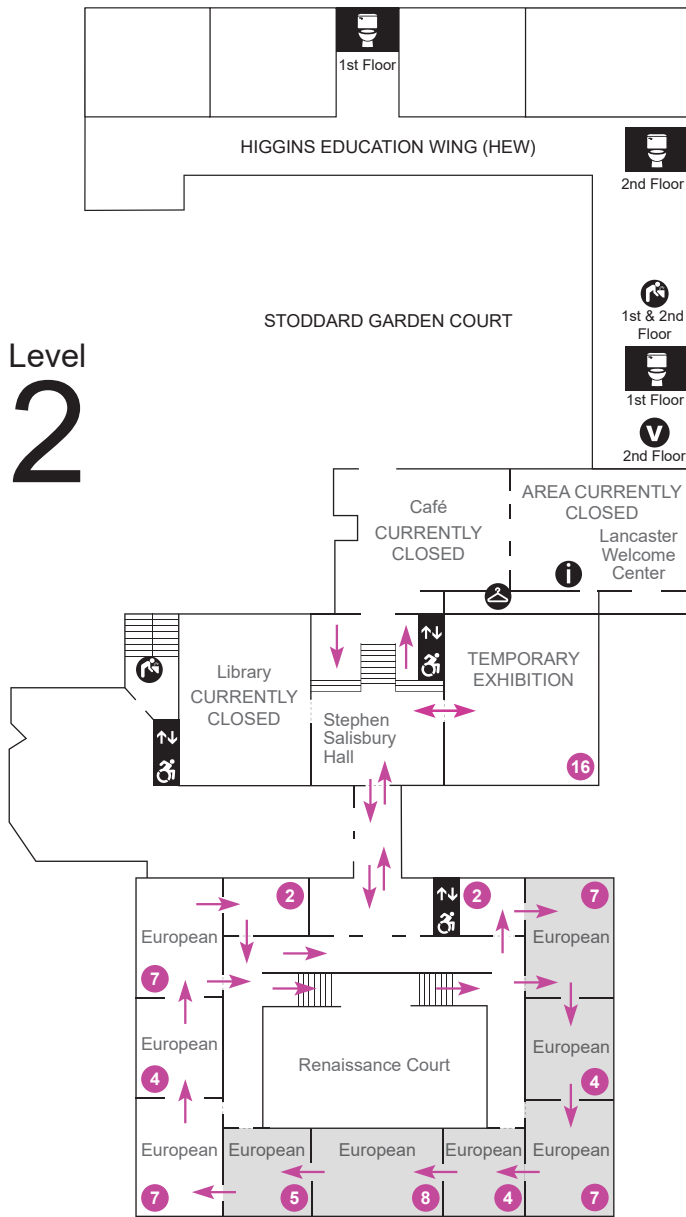 1st Floor
HIGGINS EDUCATION WING (HEW)
2nd Floor
STODDARD GARDEN COURT
1st & 2nd
Floor
Level
2
1st Floor
V
2nd Floor
Café
CURRENTLY
CLOSED
AREA CURRENTLY
CLOSED
Lancaster
Welcome
Center
i
Library
CURRENTLY
CLOSED
TEMPORARY
EXHIBITION
Stephen
Salisbury
Hall
16
2
2
7
European
European
7
European
European
4
4
Renaissance Court
European
European
European
European
European
7
5
8
4
7